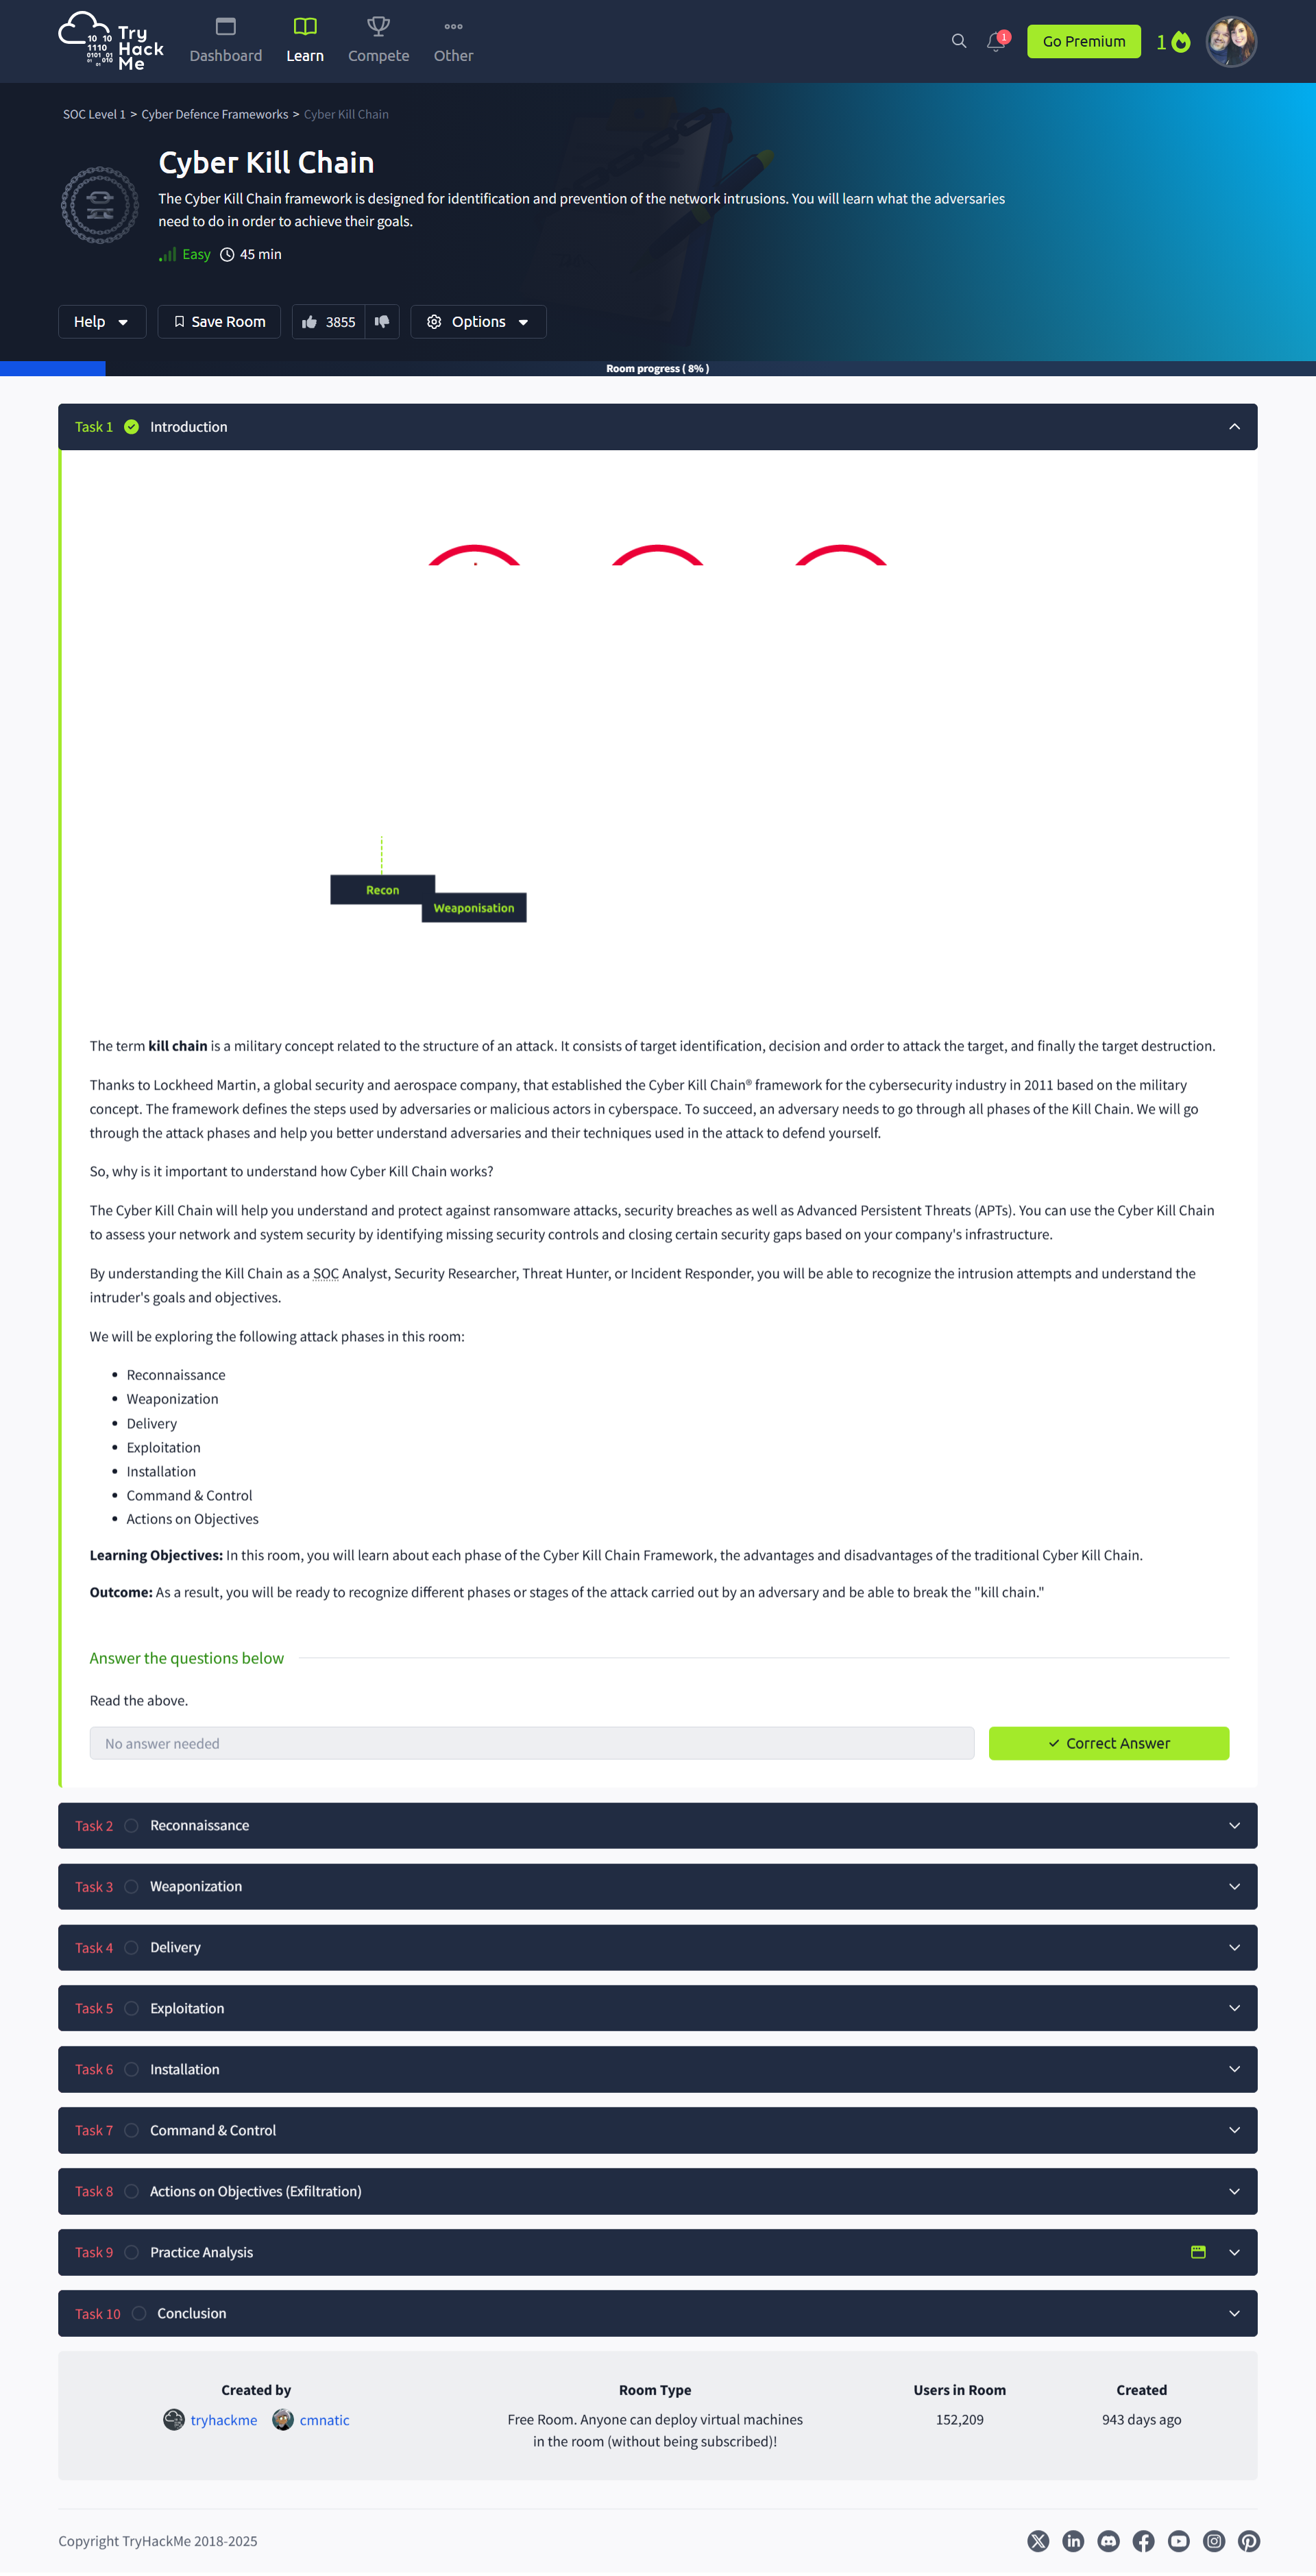 Try
Hack
Me
10 10
1110
0101 01
01 010
Dashboard
Learn
Compete
Other
1
Go Premium
1
SOC Level 1 > Cyber Defence Frameworks > Cyber Kill Chain
Cyber Kill Chain
The Cyber Kill Chain framework is designed for identification and prevention of the network intrusions. You will learn what the adversaries
need to do in order to achieve their goals.
Easy 45 min
Help
Save Room
3855
Options
Room progress ( 8% )
Task 1 Introduction
Recon
Weaponisation
The term kill chain is a military concept related to the structure of an attack. It consists of target identification, decision and order to attack the target, and finally the target destruction.
Thanks to Lockheed Martin, a global security and aerospace company, that established the Cyber Kill Chain® framework for the cybersecurity industry in 2011 based on the military
concept. The framework defines the steps used by adversaries or malicious actors in cyberspace. To succeed, an adversary needs to go through all phases of the Kill Chain. We will go
through the attack phases and help you better understand adversaries and their techniques used in the attack to defend yourself.
So, why is it important to understand how Cyber Kill Chain works?
The Cyber Kill Chain will help you understand and protect against ransomware attacks, security breaches as well as Advanced Persistent Threats (APTs). You can use the Cyber Kill Chain
to assess your network and system security by identifying missing security controls and closing certain security gaps based on your company's infrastructure.
By understanding the Kill Chain as a SOC Analyst, Security Researcher, Threat Hunter, or Incident Responder, you will be able to recognize the intrusion attempts and understand the
intruder's goals and objectives.
We will be exploring the following attack phases in this room:
• Reconnaissance
• Weaponization
• Delivery
• Exploitation
• Installation
• Command & Control
• Actions on Objectives
Learning Objectives: In this room, you will learn about each phase of the Cyber Kill Chain Framework, the advantages and disadvantages of the traditional Cyber Kill Chain.
Outcome: As a result, you will be ready to recognize different phases or stages of the attack carried out by an adversary and be able to break the "kill chain."
Answer the questions below
Read the above.
No answer needed
Correct Answer
Task 2 Reconnaissance
Task 3 Weaponization
Task 4 Delivery
Task 5 Exploitation
Task 6 Installation
Task 7 Command & Control
Task 8 Actions on Objectives (Exfiltration)
Task 9 Practice Analysis
Task 10 Conclusion
Created by
tryhackme cmnatic
Room Type
Free Room. Anyone can deploy virtual machines
in the room (without being subscribed)!
Users in Room
152,209
Created
943 days ago
Copyright TryHackMe 2018-2025